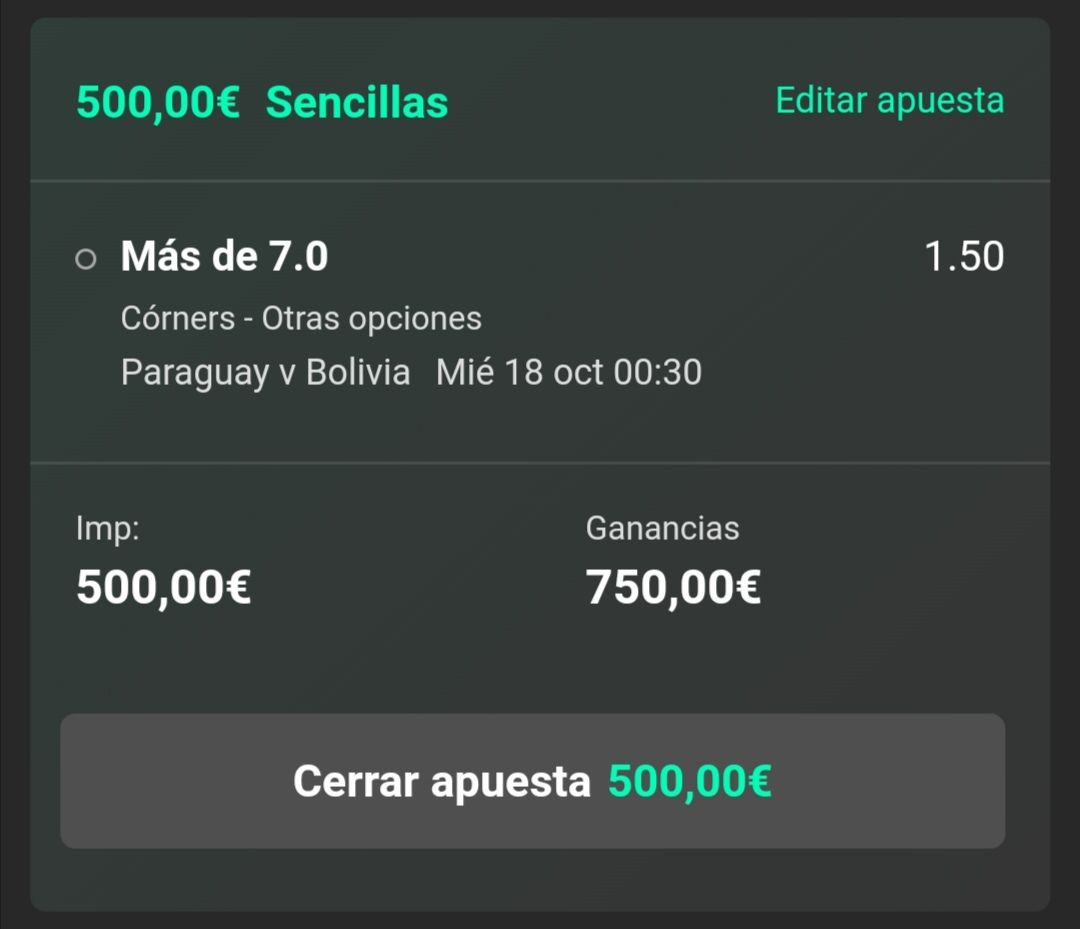 500,00€ Sencillas Editar apuesta
Más de 7.0 1.50
Córners - Otras opciones
Paraguay v Bolivia Mié 18 oct 00:30
Imp: Ganancias
500,00€ 750,00€
Cerrar apuesta 500,00€